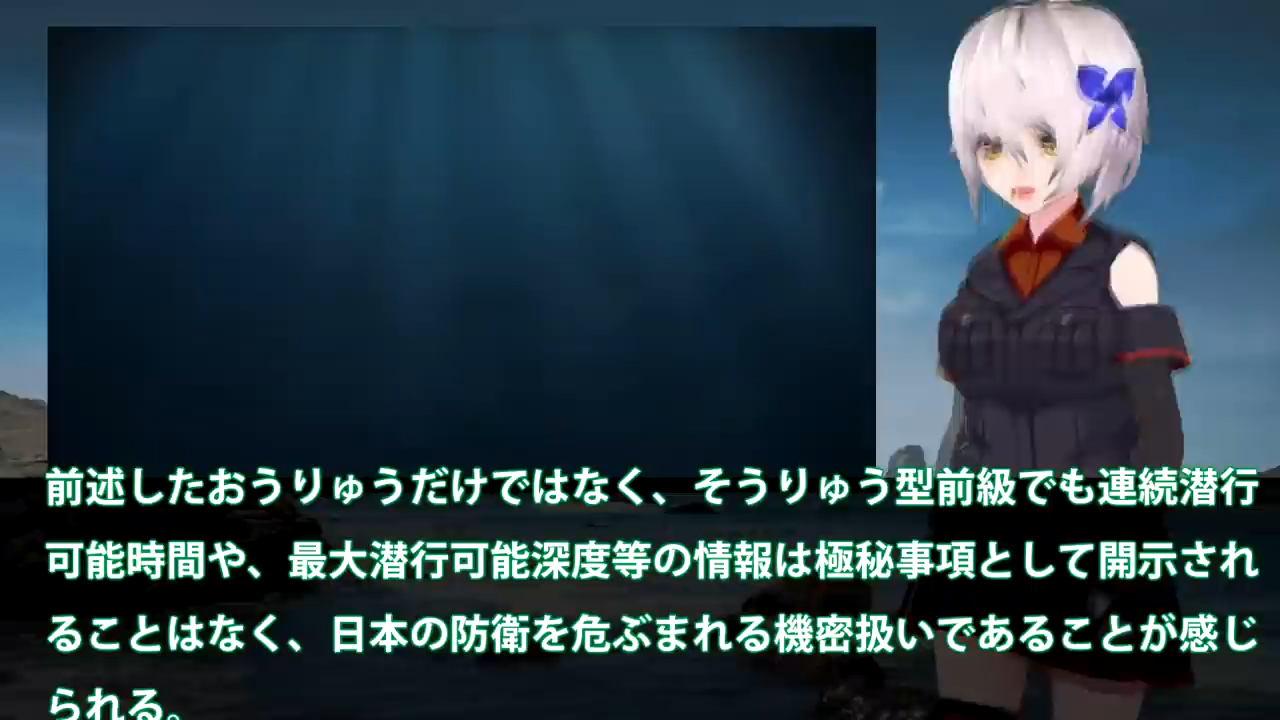 前述したおうりゅうだけではなく、そうりゅう型前級でも連続潜行
可能時間や、最大潜行可能深度等の情報は極秘事項として開示され
ることはなく、日本の防衛を危ぶまれる機密扱いであることが感じ
られる。